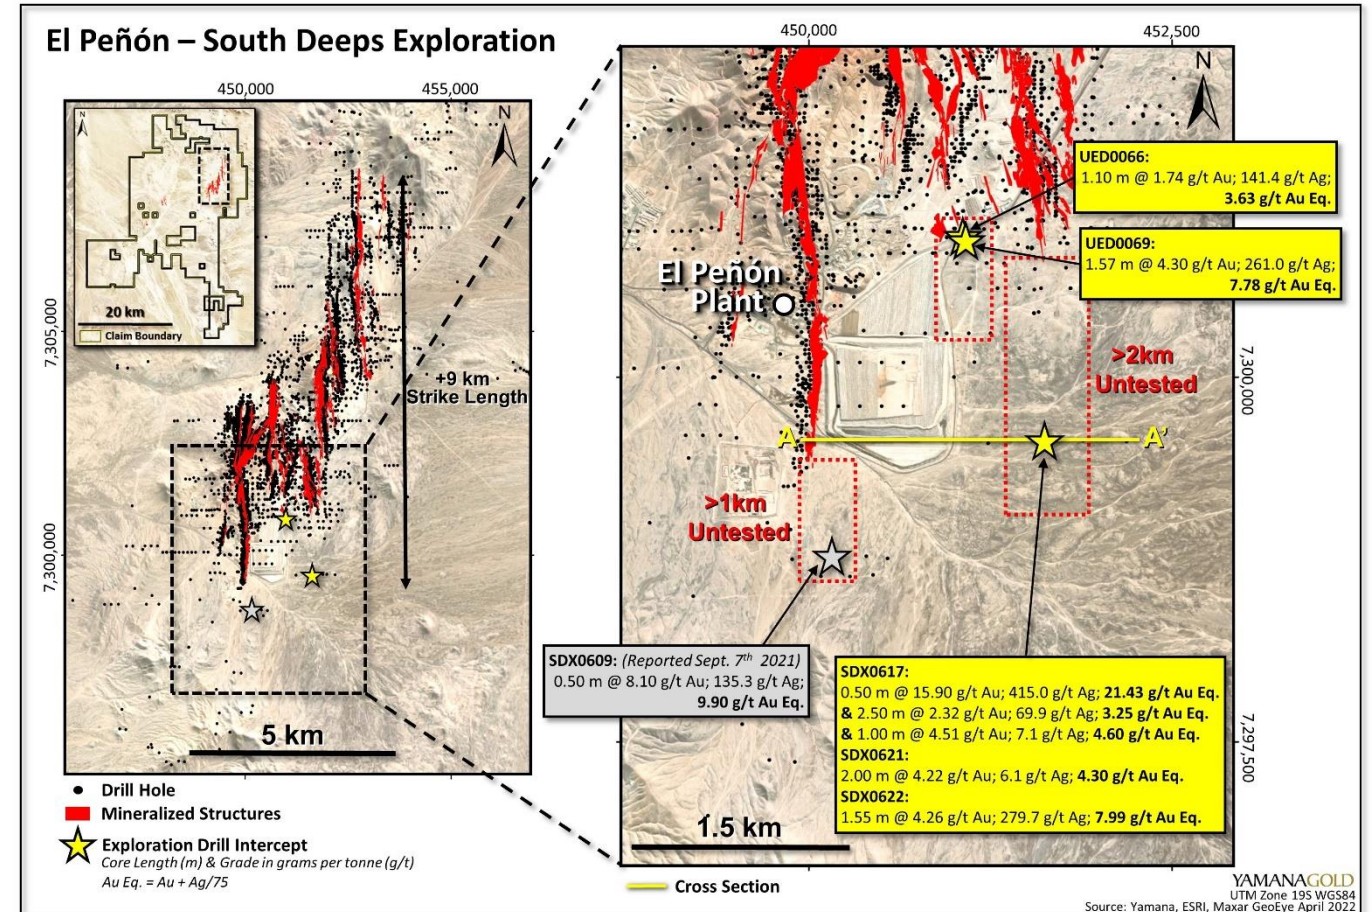 El Peñón – South Deeps Exploration
450,000
455,000
N
N
20 km
Claim Boundary
7,305,000
7,300,000
+9 km
Strike Length
5 km
Drill Hole
Mineralized Structures
Exploration Drill Intercept
Core Length (m) & Grade in grams per tonne (g/t)
Au Eq. = Au + Ag/75
450,000
452,500
N
UED0066:
1.10 m @ 1.74 g/t Au; 141.4 g/t Ag;
3.63 g/t Au Eq.
UED0069:
1.57 m @ 4.30 g/t Au; 261.0 g/t Ag;
7.78 g/t Au Eq.
El Peñón
Plant
>2km
Untested
7,300,000
A
A'
>1km
Untested
SDX0609: (Reported Sept. 7th 2021)
0.50 m @ 8.10 g/t Au; 135.3 g/t Ag;
9.90 g/t Au Eq.
SDX0617:
0.50 m @ 15.90 g/t Au; 415.0 g/t Ag; 21.43 g/t Au Eq.
& 2.50 m @ 2.32 g/t Au; 69.9 g/t Ag; 3.25 g/t Au Eq.
& 1.00 m @ 4.51 g/t Au; 7.1 g/t Ag; 4.60 g/t Au Eq.
SDX0621:
2.00 m @ 4.22 g/t Au; 6.1 g/t Ag; 4.30 g/t Au Eq.
SDX0622:
1.55 m @ 4.26 g/t Au; 279.7 g/t Ag; 7.99 g/t Au Eq.
7,297,500
1.5 km
Cross Section
YAMANAGOLD
UTM Zone 19S WGS84
Source: Yamana, ESRI, Maxar GeoEye April 2022